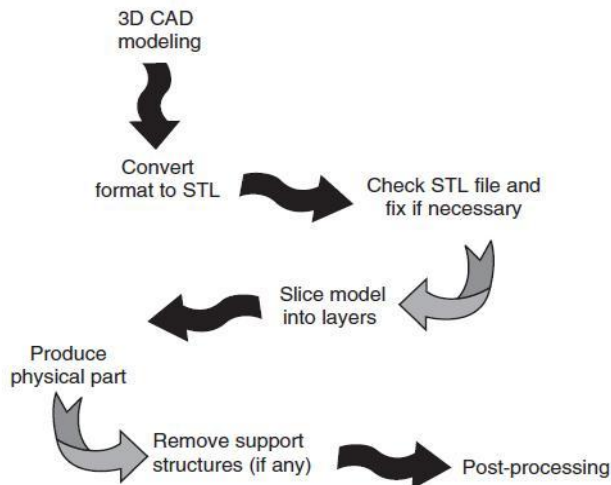 3D CAD
modeling
Convert
format to STL
Check STL file and
fix if necessary
Slice model
into layers
Produce
physical part
Remove support
structures (if any)
Post-processing